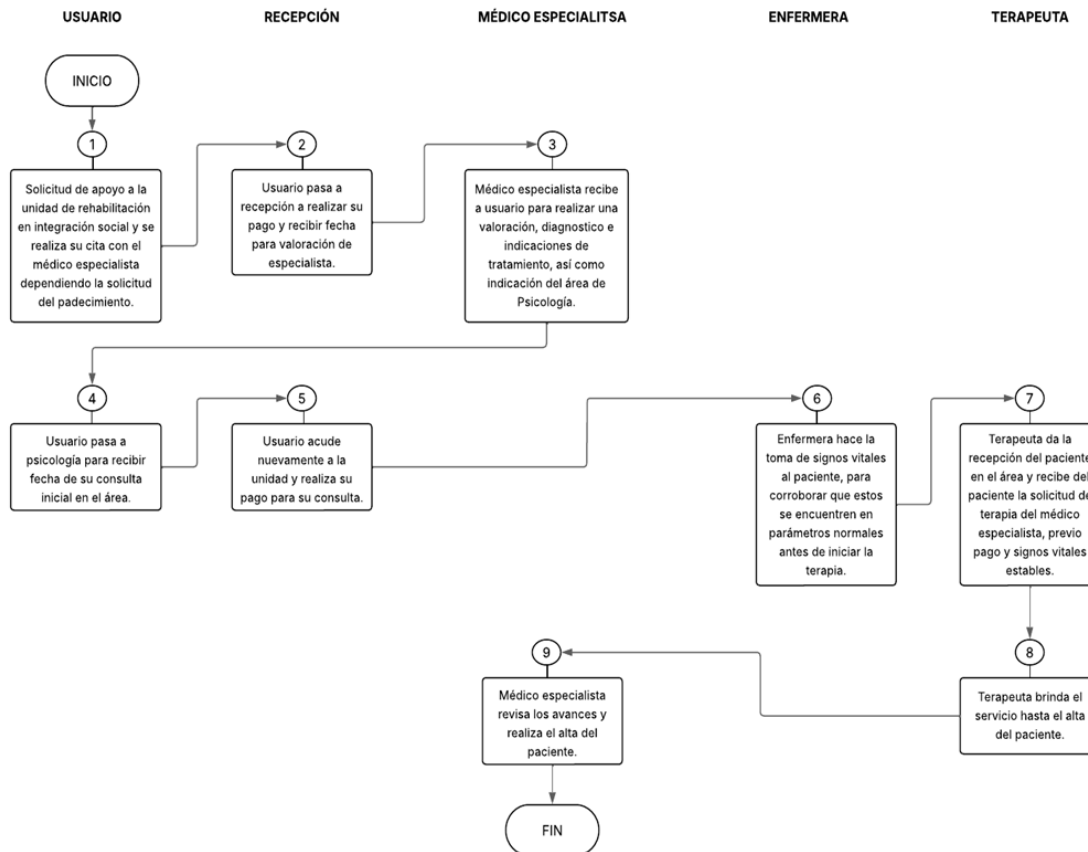 USUARIO
RECEPCIÓN
MÉDICO ESPECIALITSA
ENFERMERA
TERAPEUTA
INICIO
1
Solicitud de apoyo a la
unidad de rehabilitación
en integración social y se
realiza su cita con el
médico especialista
dependiendo la solicitud
del padecimiento.
2
Usuario pasa a
recepción a realizar su
pago y recibir fecha
para valoración de
especialista.
3
Médico especialista recibe
a usuario para realizar una
valoración, diagnostico e
indicaciones de
tratamiento, así como
indicación del área de
Psicología.
4
Usuario pasa a
psicología para recibir
fecha de su consulta
inicial en el área.
5
Usuario acude
nuevamente a la
unidad y realiza su
pago para su consulta.
6
Enfermera hace la
toma de signos vitales
al paciente, para
corroborar que estos
se encuentren en
parámetros normales
antes de iniciar la
terapia.
7
Terapeuta da la
recepción del paciente
en el área y recibe del
paciente la solicitud de
terapia del médico
especialista, previo
pago y signos vitales
estables.
8
Terapeuta brinda el
servicio hasta el alta
del paciente.
9
Médico especialista
revisa los avances y
realiza el alta del
paciente.
FIN